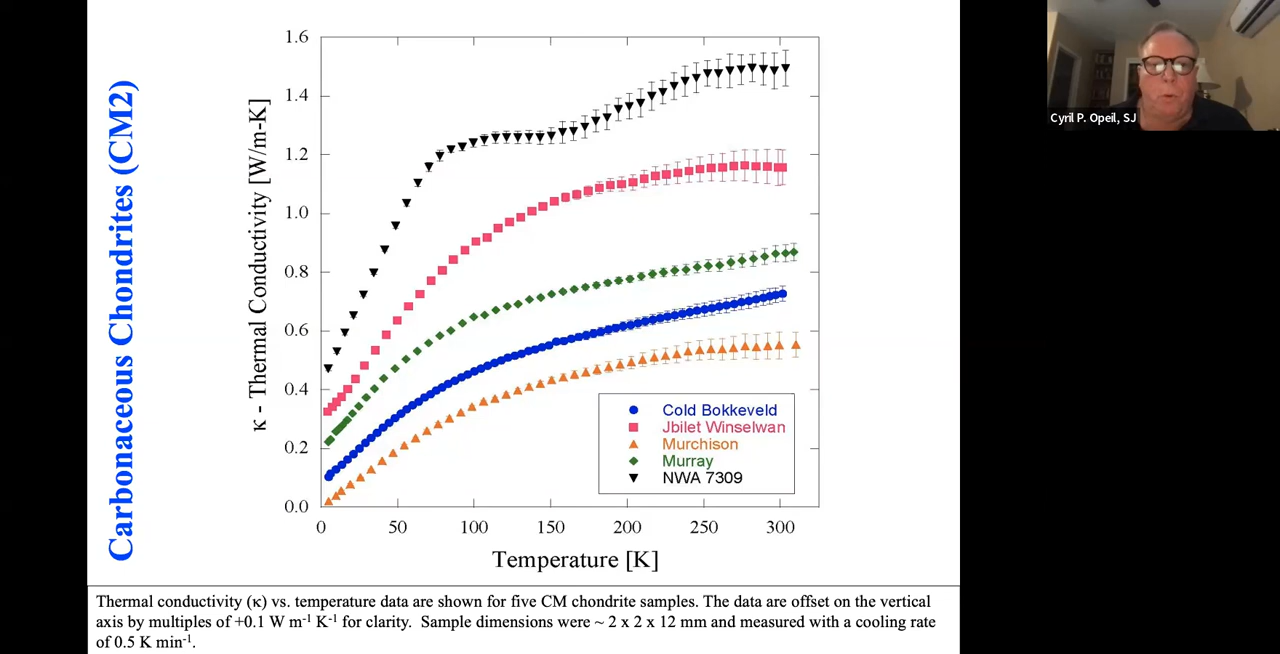 Carbonaceous Chondrites (CM2)
κ - Thermal Conductivity [W/m-K]
1.6
1.4
1.2
1.0
0.8
0.6
0.4
0.2
0.0
0
50
100
150
200
250
300
Temperature [K]
Cold Bokkeveld
Jbilet Winselwan
Murchison
Murray
NWA 7309
Thermal conductivity (κ) vs. temperature data are shown for five CM chondrite samples. The data are offset on the vertical
axis by multiples of +0.1 W m⁻¹ K⁻¹ for clarity. Sample dimensions were ~ 2 x 2 x 12 mm and measured with a cooling rate
of 0.5 K min⁻¹.
Cyril P. Opeil, SJ